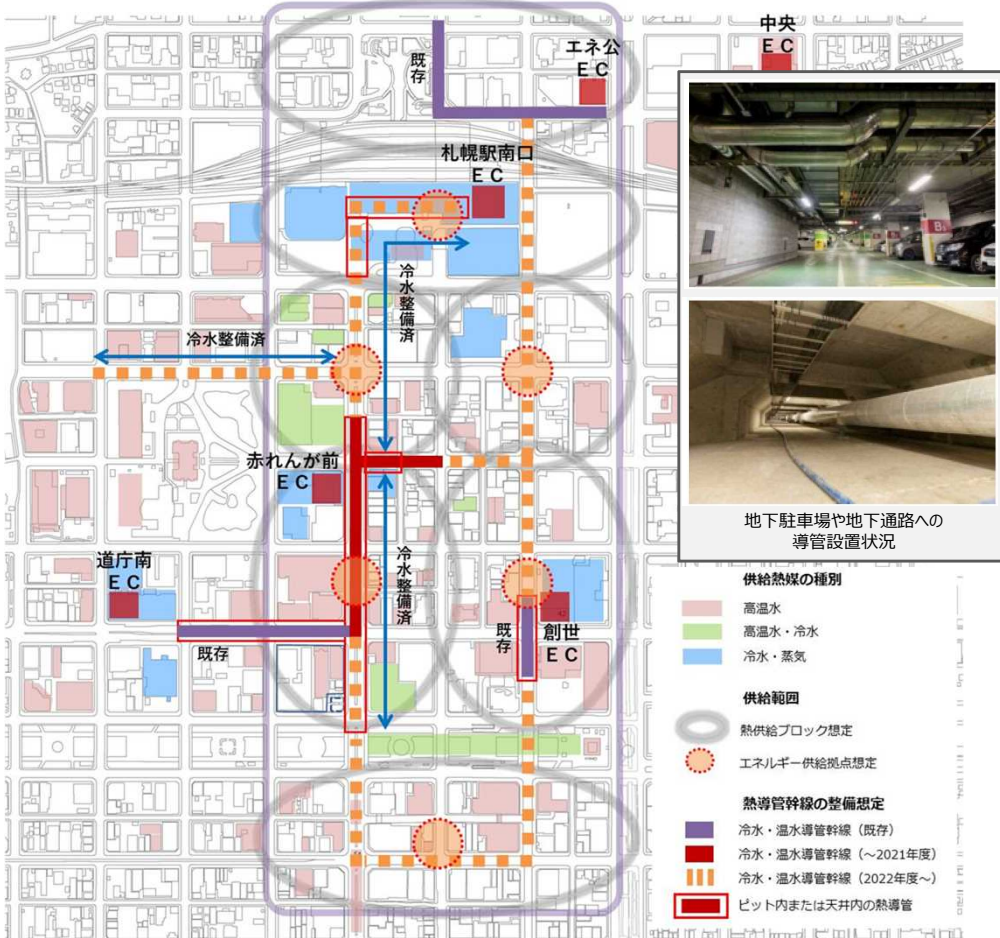 中央
ＥＣ
エネ公
ＥＣ
既存
札幌駅南口
ＥＣ
冷水整備済
冷水整備済
赤れんが前
ＥＣ
道庁南
ＥＣ
冷水整備済
既存
既存
創世
ＥＣ
B1
地下駐車場や地下通路への
導管設置状況
供給熱媒の種別
高温水
高温水・冷水
冷水・蒸気
供給範囲
熱供給ブロック想定
エネルギー供給拠点想定
熱導管幹線の整備想定
冷水・温水導管幹線（既存）
冷水・温水導管幹線（～2021年度）
冷水・温水導管幹線（2022年度～）
ピット内または天井内の熱導管